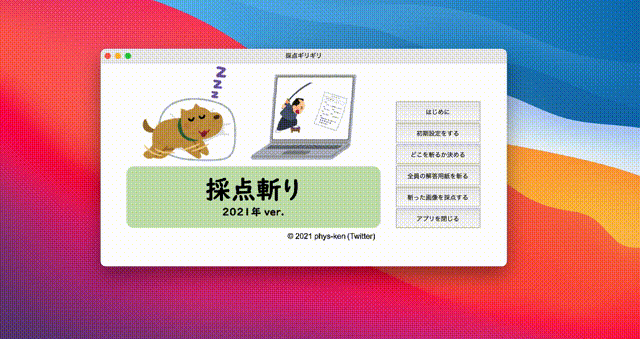 採点ギリギリ
z
z
z
採点斬り
2021年 ver.
© 2021 phys-ken (Twitter)
はじめに
初期設定をする
どこを斬るか決める
全員の解答用紙を斬る
斬った画像を採点する
アプリを閉じる